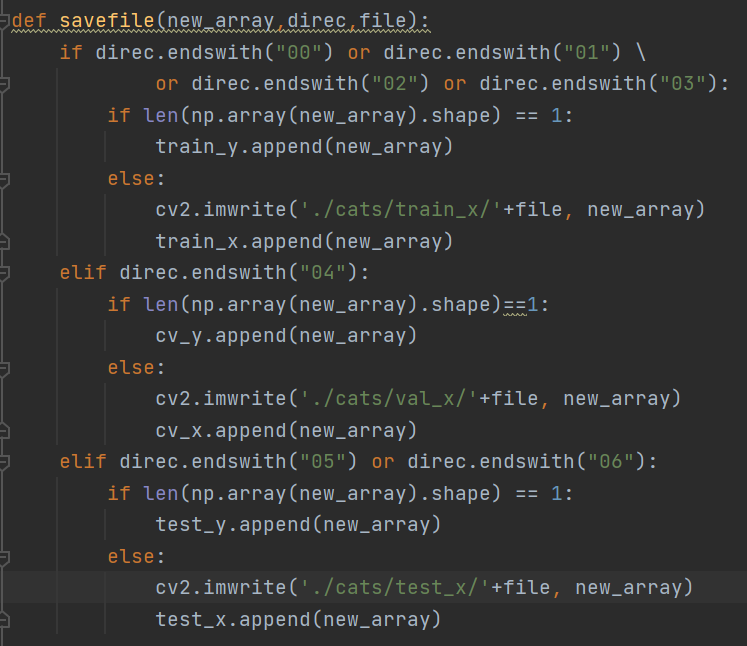 def savefile(new_array,direc,file):
    if direc.endswith("00") or direc.endswith("01") \
            or direc.endswith("02") or direc.endswith("03"):
        if len(np.array(new_array).shape) == 1:
            train_y.append(new_array)
        else:
            cv2.imwrite('./cats/train_x/'+file, new_array)
            train_x.append(new_array)
    elif direc.endswith("04"):
        if len(np.array(new_array).shape)==1:
            cv_y.append(new_array)
        else:
            cv2.imwrite('./cats/val_x/'+file, new_array)
            cv_x.append(new_array)
    elif direc.endswith("05") or direc.endswith("06"):
        if len(np.array(new_array).shape) == 1:
            test_y.append(new_array)
        else:
            cv2.imwrite('./cats/test_x/'+file, new_array)
            test_x.append(new_array)